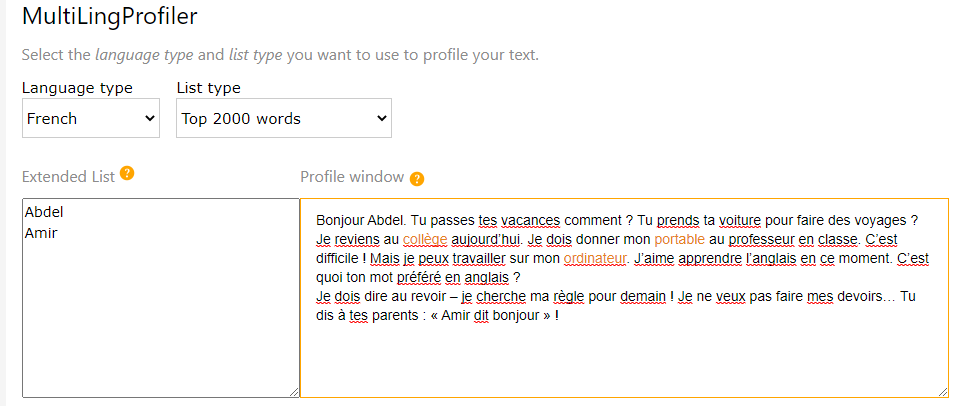 MultiLingProfiler
Select the language type and list type you want to use to profile your text.
Language type List type
French Top 2000 words
Extended List ? Profile window ?
Abdel
Amir
Bonjour Abdel. Tu passes tes vacances comment ? Tu prends ta voiture pour faire des voyages ?
Je reviens au collège aujourd’hui. Je dois donner mon portable au professeur en classe. C’est
difficile ! Mais je peux travailler sur mon ordinateur. J’aime apprendre l’anglais en ce moment. C’est
quoi ton mot préféré en anglais ?
Je dois dire au revoir – je cherche ma règle pour demain ! Je ne veux pas faire mes devoirs… Tu
dis à tes parents : « Amir dit bonjour » !